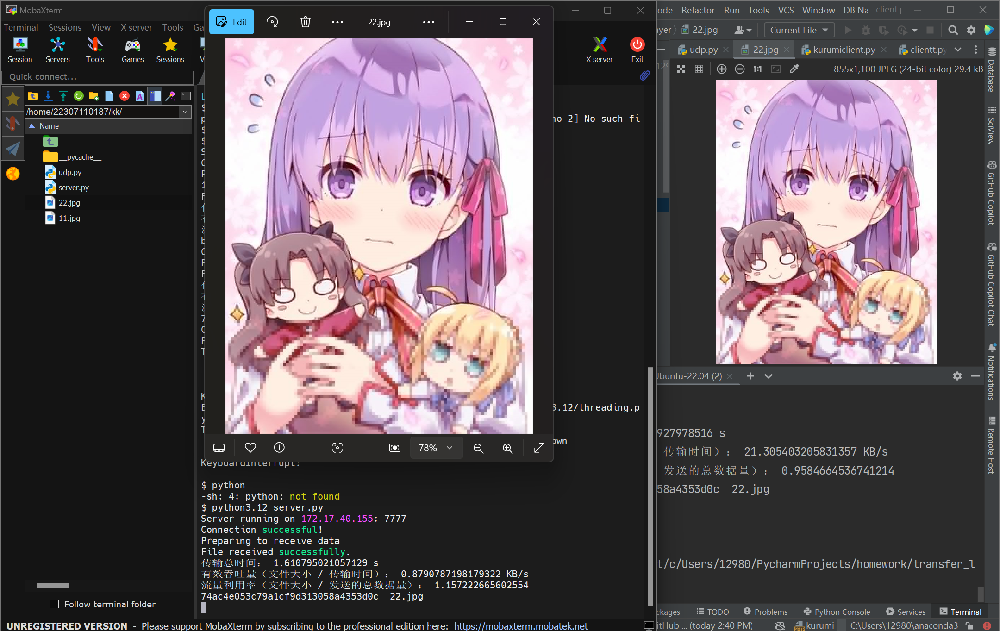 MobaXterm
Terminal Sessions View X server Tools Ga
Session Servers Tools Games Sessions V
X server Exit
Quick connect...
/home/22307110187/kk/
Name
..
__pycache__
udp.py
server.py
22.jpg
11.jpg
Follow terminal folder
Edit 22.jpg
78%
no 2] No such fi
3.12/threading.p
own
KeyboardInterrupt:
$ python
-sh: 4: python: not found
$ python3.12 server.py
Server running on 172.17.40.155: 7777
Connection successful!
Preparing to receive data
File received successfully.
传输总时间： 1.610795021057129 s
有效吞吐量（文件大小 / 传输时间）： 0.8790787198179322 KB/s
流量利用率（文件大小 / 发送的总数据量）： 1.157222665602554
74ac4e053c79a1cf9d313058a4353d0c 22.jpg
UNREGISTERED VERSION - Please support MobaXterm by subscribing to the professional edition here: https://mobaxterm.mobatek.net
ode Refactor Run Tools VCS Window DB Na client.p
ayer 22.jpg Current File
udp.py 22.jpg kurumiclient.py clientt.py
1:1 855x1,100 JPEG (24-bit color) 29.4 kB
Database
SciView
GitHub Copilot
GitHub Copilot Chat
Notifications
Remote Host
Ubuntu-22.04 (2)
927978516 s
传输时间）： 21.305403205831357 KB/s
发送的总数据量）： 0.9584664536741214
58a4353d0c 22.jpg
t/c/Users/12980/PycharmProjects/homework/transfer_l
ckages TODO Problems Python Console Services Terminal
itHub ... (today 2:40 PM) kurumi C:\Users\12980\anaconda3